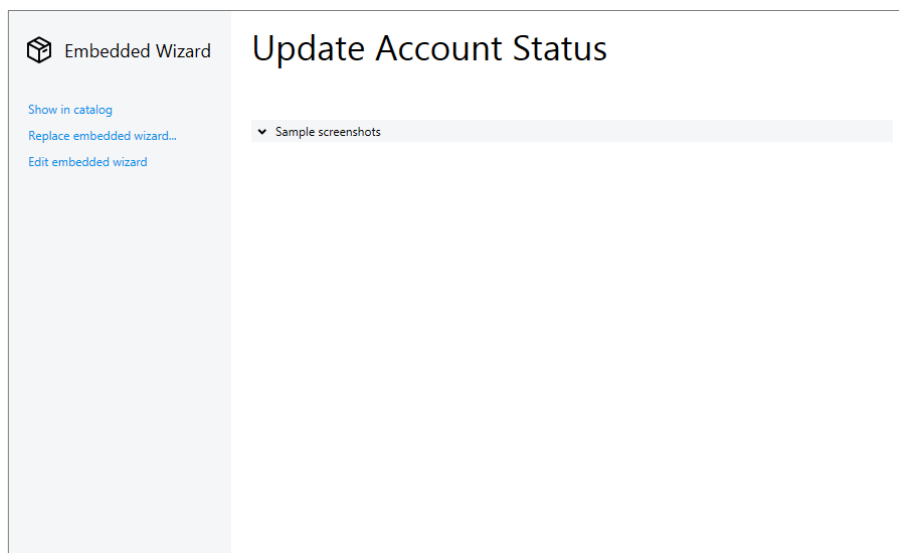 Embedded Wizard
Show in catalog
Replace embedded wizard...
Edit embedded wizard
Update Account Status
Sample screenshots